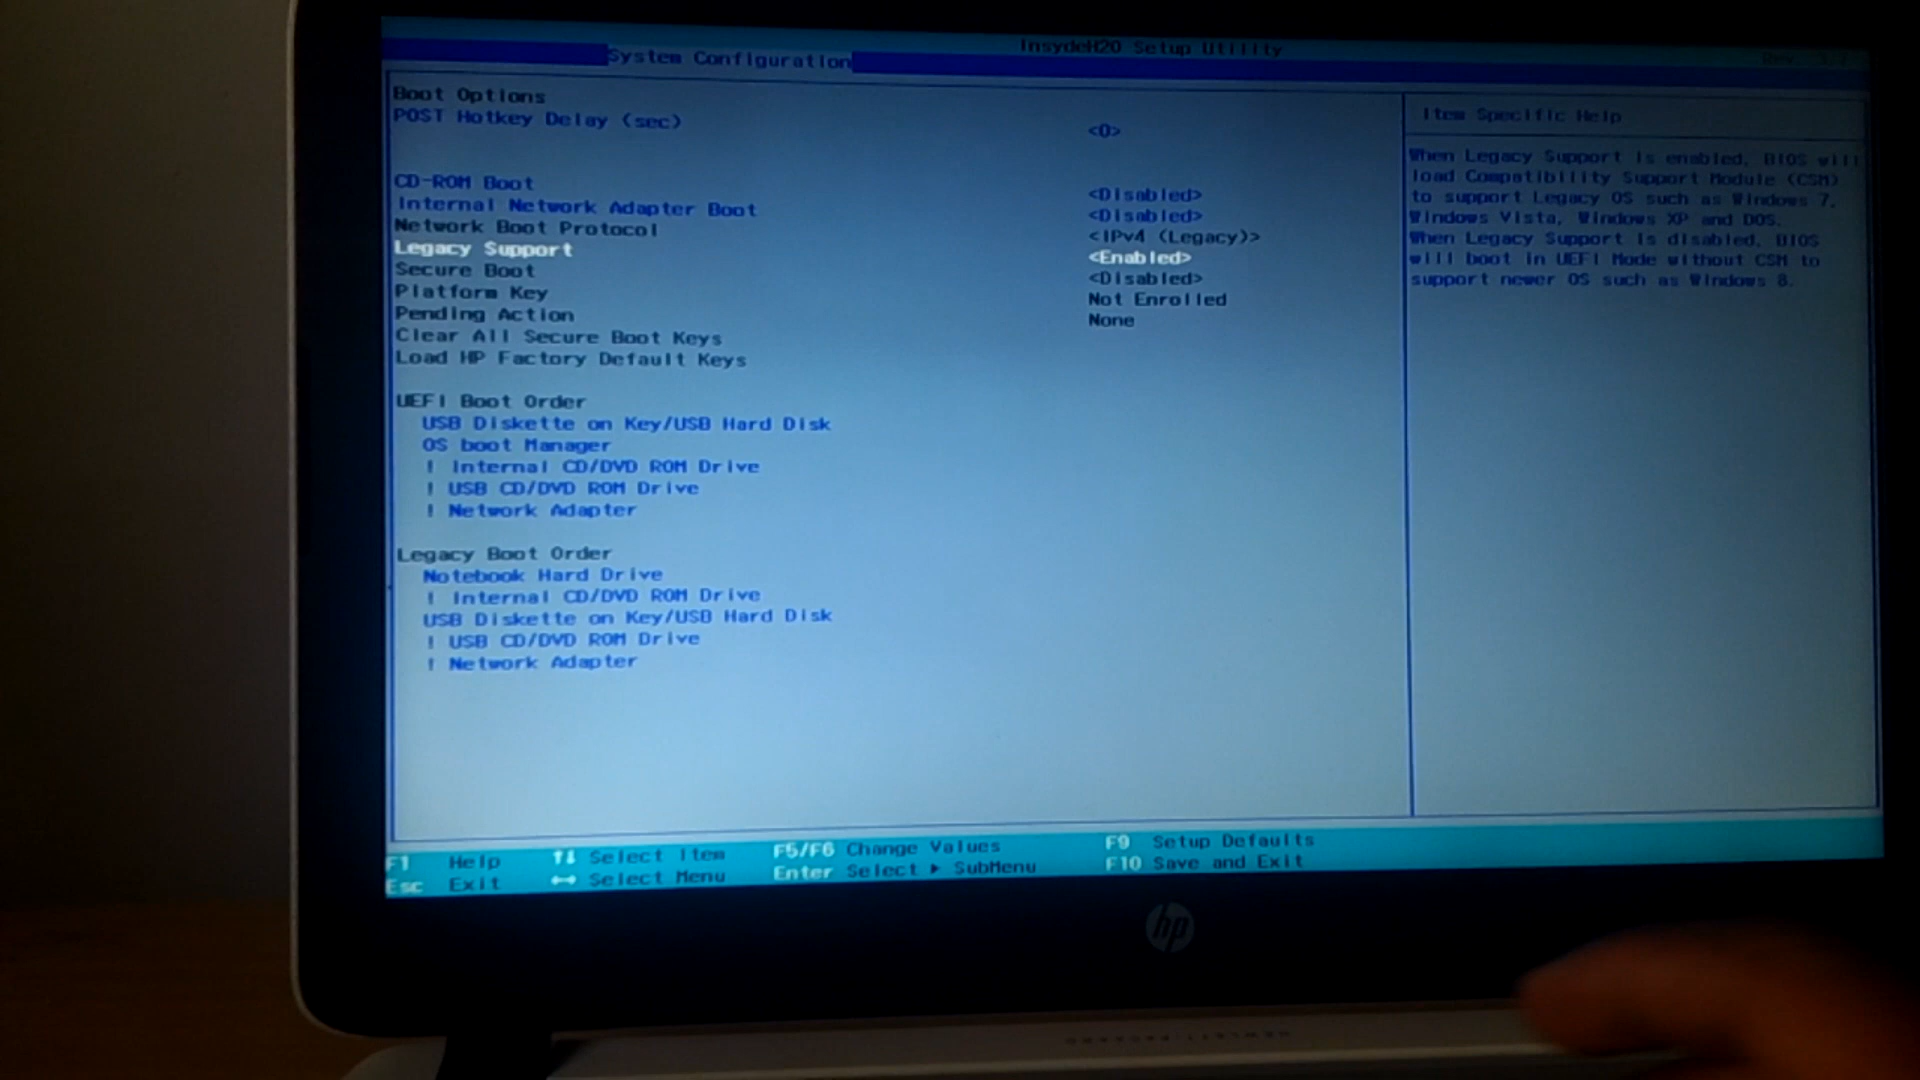 InsydeH20 Setup Utility
System Configuration
Boot Options
POST Hotkey Delay (sec) <0>
CD-ROM Boot <Disabled>
Internal Network Adapter Boot <Disabled>
Network Boot Protocol <IPv4 (Legacy)>
Legacy Support <Enabled>
Secure Boot <Disabled>
Platform Key Not Enrolled
Pending Action None
Clear All Secure Boot Keys
Load HP Factory Default Keys
UEFI Boot Order
USB Diskette on Key/USB Hard Disk
OS boot Manager
! Internal CD/DVD ROM Drive
! USB CD/DVD ROM Drive
! Network Adapter
Legacy Boot Order
Notebook Hard Drive
! Internal CD/DVD ROM Drive
USB Diskette on Key/USB Hard Disk
! USB CD/DVD ROM Drive
! Network Adapter
Item Specific Help
When Legacy Support is enabled, BIOS will
load Compatibility Support Module (CSM)
to support Legacy OS such as Windows 7,
Windows Vista, Windows XP and DOS.
When Legacy Support is disabled, BIOS
will boot in UEFI Mode without CSM to
support newer OS such as Windows 8.
F1 Help ↑↓ Select Item F5/F6 Change Values F9 Setup Defaults
Esc Exit ↔ Select Menu Enter Select ▶ SubMenu F10 Save and Exit
hp